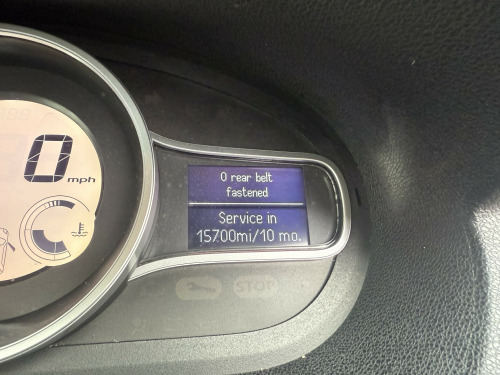 0
mph
0 rear belt
fastened
Service in
15700mi/10 mo.
STOP